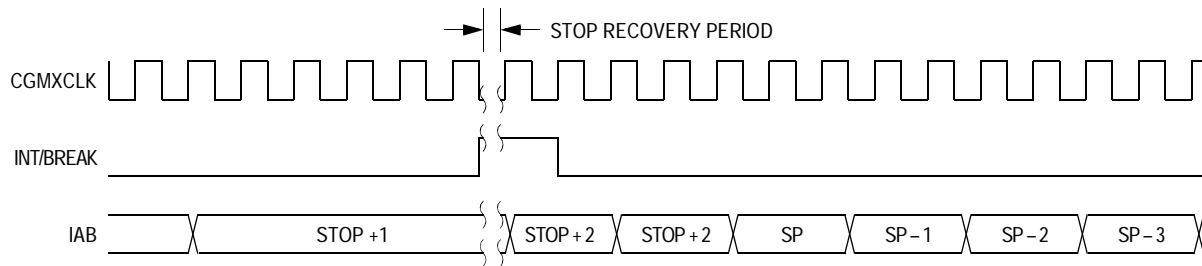 STOP RECOVERY PERIOD
CGMXCLK
INT/BREAK
IAB STOP +1 STOP + 2 STOP + 2 SP SP – 1 SP – 2 SP – 3